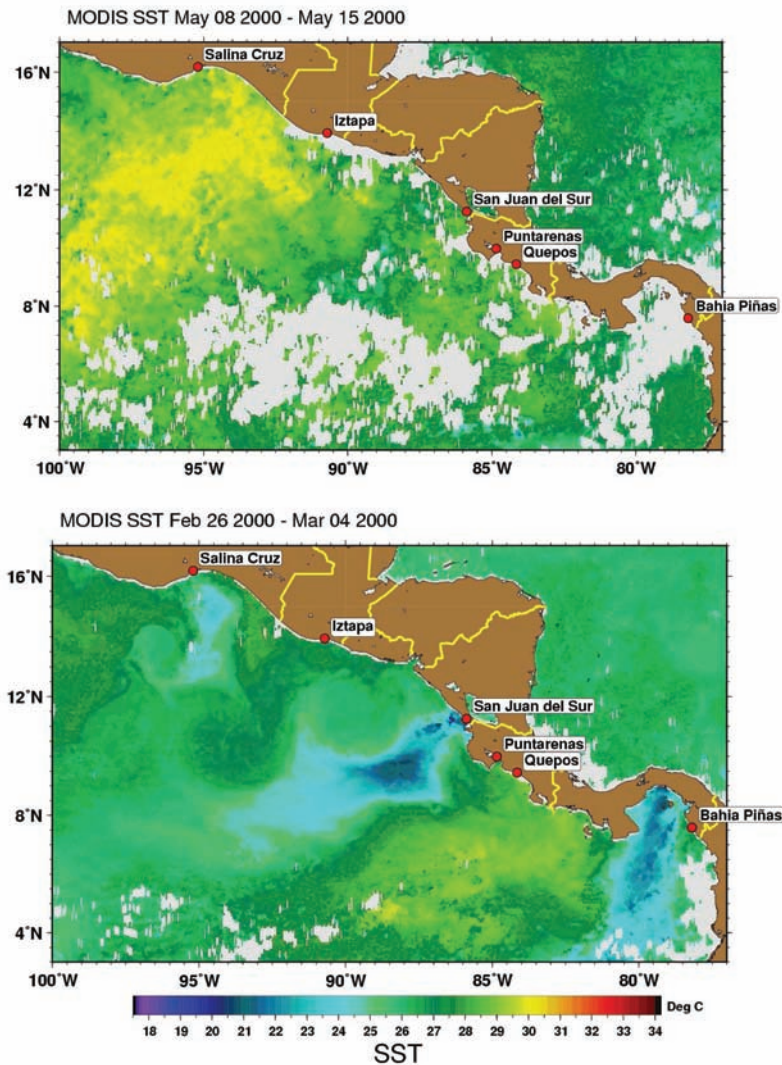 MODIS SST May 08 2000 - May 15 2000
16˚N
Salina Cruz
Iztapa
12˚N
San Juan del Sur
Puntarenas
Quepos
8˚N
Bahia Piñas
4˚N
100˚W 95˚W 90˚W 85˚W 80˚W
MODIS SST Feb 26 2000 - Mar 04 2000
Salina Cruz
16˚N
Iztapa
12˚N
San Juan del Sur
Puntarenas
Quepos
8˚N
Bahia Piñas
4˚N
100˚W 95˚W 90˚W 85˚W 80˚W
Deg C
18 19 20 21 22 23 24 25 26 27 28 29 30 31 32 33 34
SST